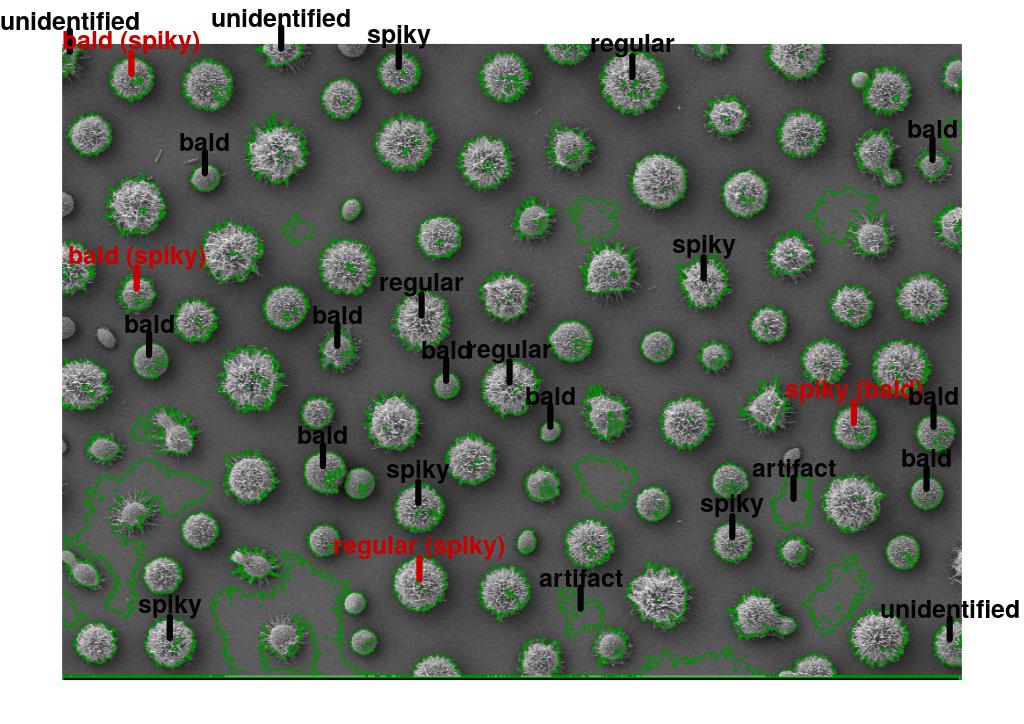 unidentified
unidentified
bald (spiky)
spiky
regular
bald
bald
bald (spiky)
spiky
regular
bald
bald
bald
regular
spiky (bald)
bald
bald
bald
bald
spiky
artifact
spiky
regular (spiky)
artifact
spiky
unidentified